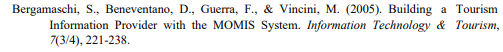 Bergamaschi, S., Beneventano, D., Guerra, F., & Vincini, M. (2005). Building a Tourism
Information Provider with the MOMIS System. Information Technology & Tourism,
7(3/4), 221-238.